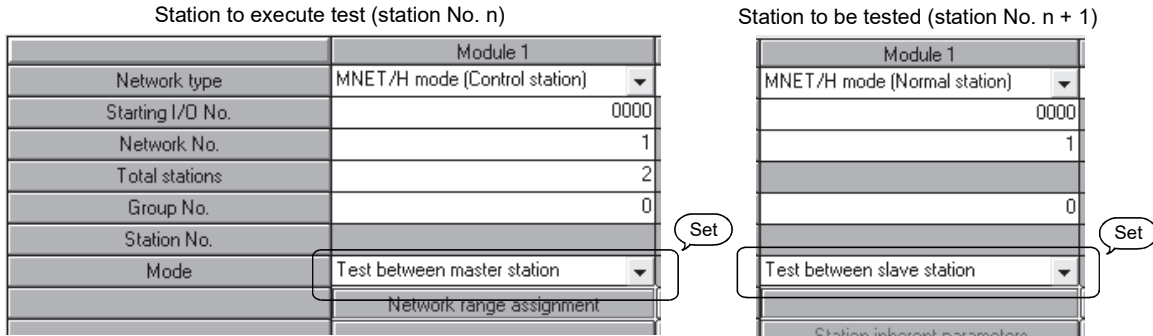 Station to execute test (station No. n)
Station to be tested (station No. n + 1)
Module 1
Network type MNET/H mode (Control station)
Starting I/O No. 0000
Network No. 1
Total stations 2
Group No. 0
Station No.
Mode Test between master station
Network range assignment
Set
Module 1
MNET/H mode (Normal station)
0000
1
0
Test between slave station
Station inherent parameters
Set